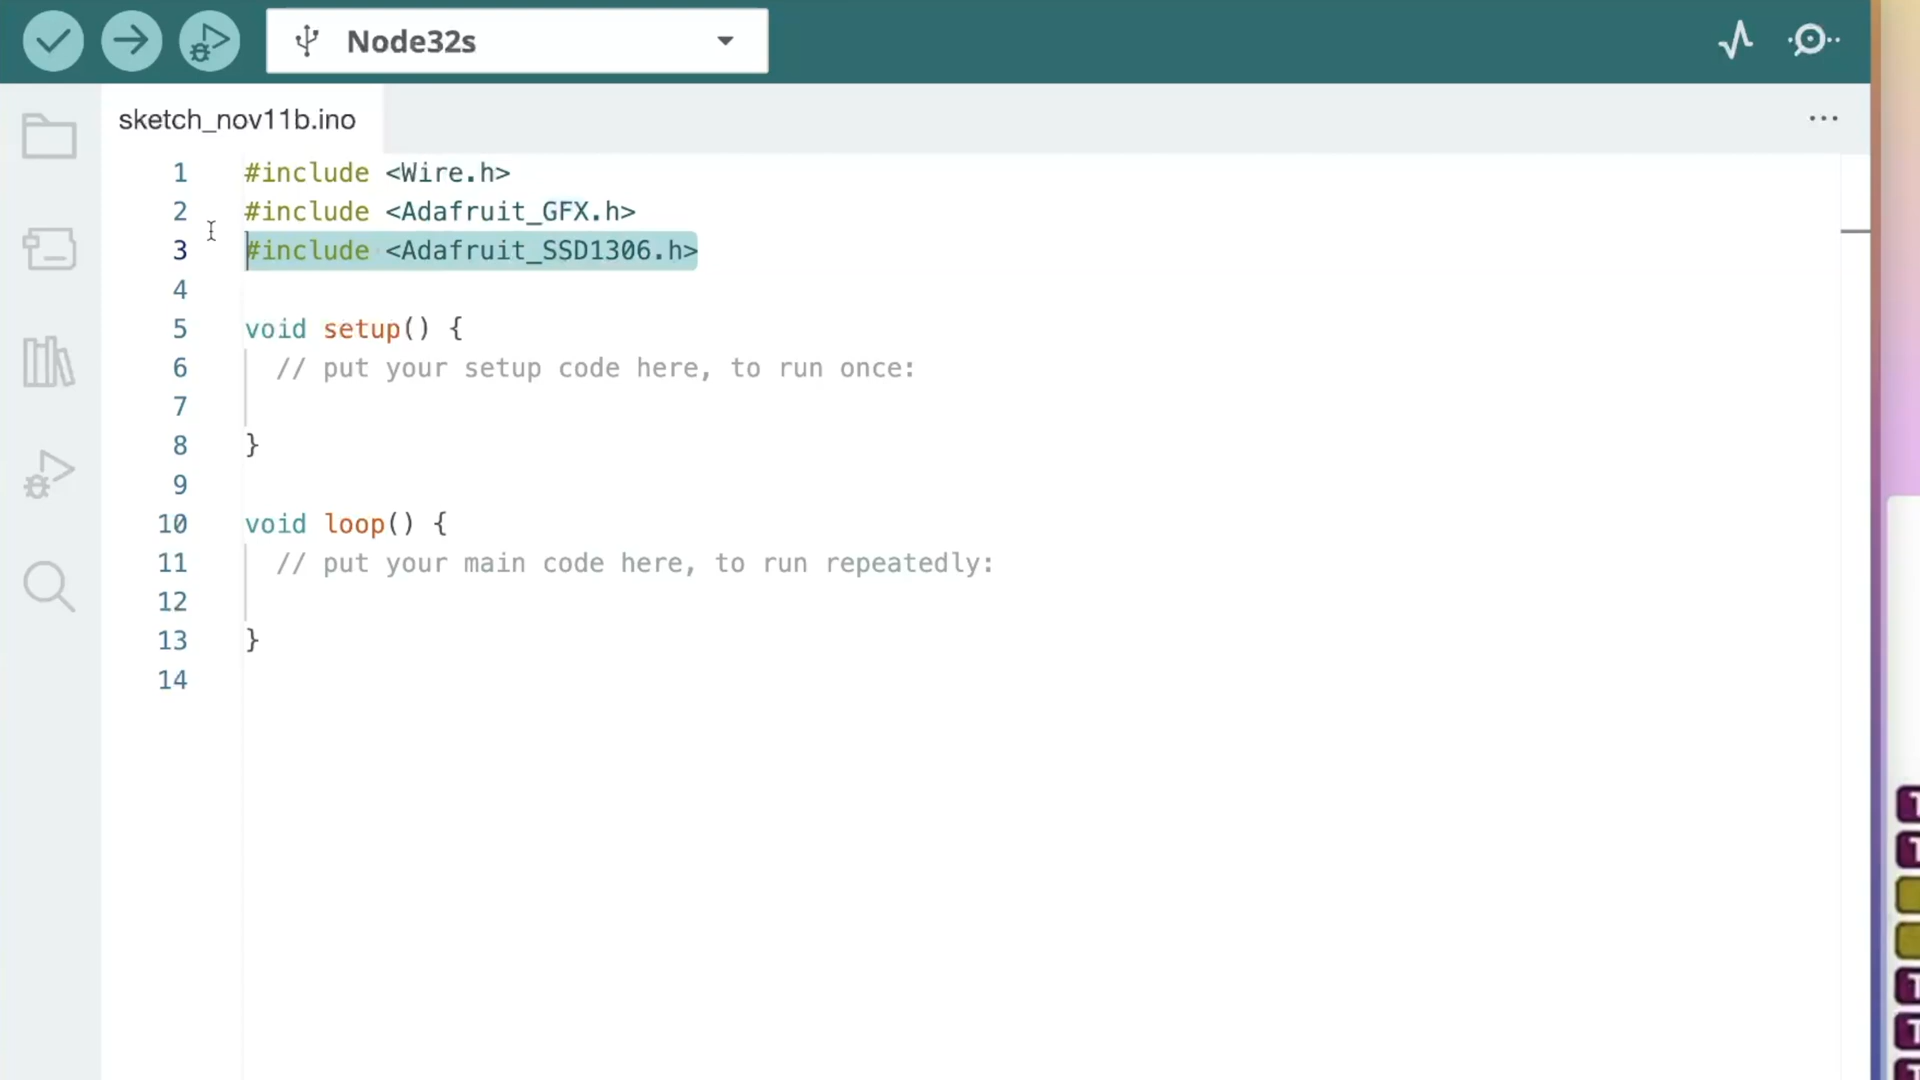 Node32s
sketch_nov11b.ino
1 #include <Wire.h>
2 #include <Adafruit_GFX.h>
3 #include <Adafruit_SSD1306.h>
4
5 void setup() {
6 // put your setup code here, to run once:
7
8 }
9
10 void loop() {
11 // put your main code here, to run repeatedly:
12
13 }
14